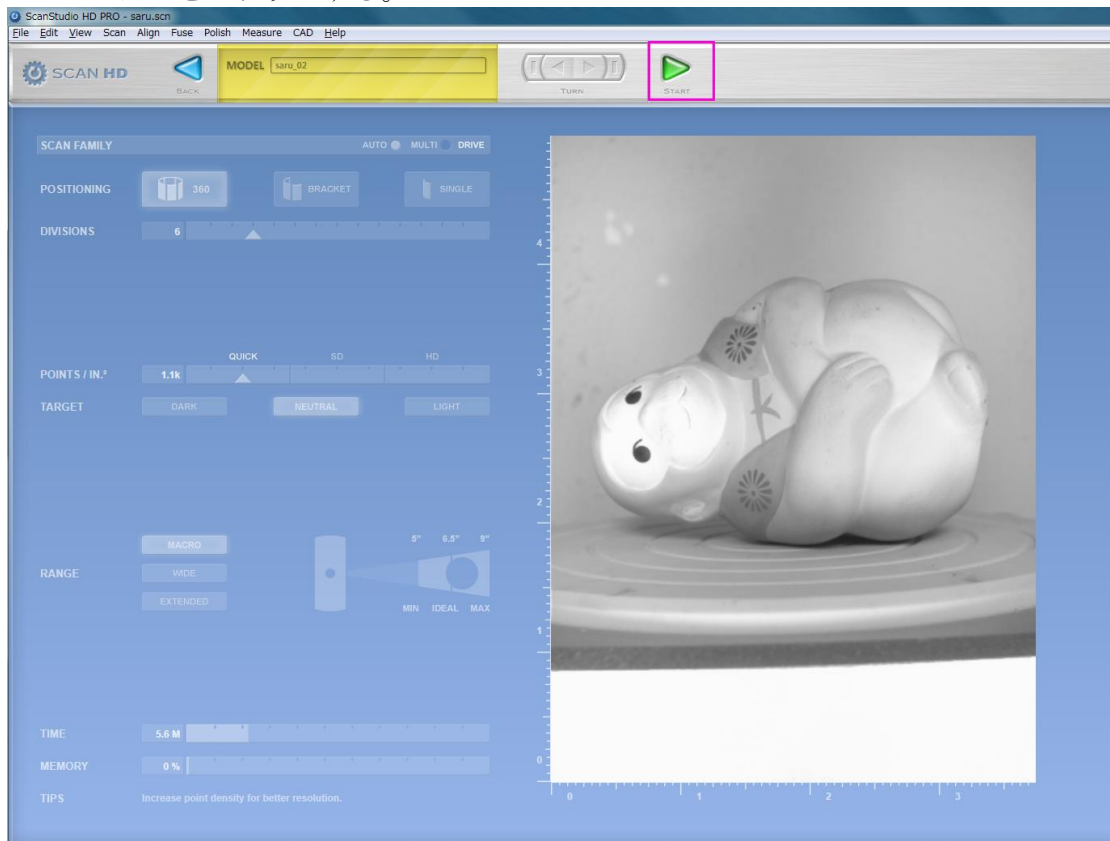 ScanStudio HD PRO - saru.scn
File Edit View Scan Align Fuse Polish Measure CAD Help
SCAN HD
BACK
MODEL saru_02
TURN
START
SCAN FAMILY AUTO MULTI DRIVE
POSITIONING 360 BRACKET SINGLE
DIVISIONS 6
QUICK SD HD
POINTS / IN.² 1.1k
TARGET DARK NEUTRAL LIGHT
RANGE
MACRO
WIDE
EXTENDED
5" 6.5" 9"
MIN IDEAL MAX
TIME 5.6 M
MEMORY 0 %
TIPS Increase point density for better resolution.
4
3
2
1
0
0 1 2 3